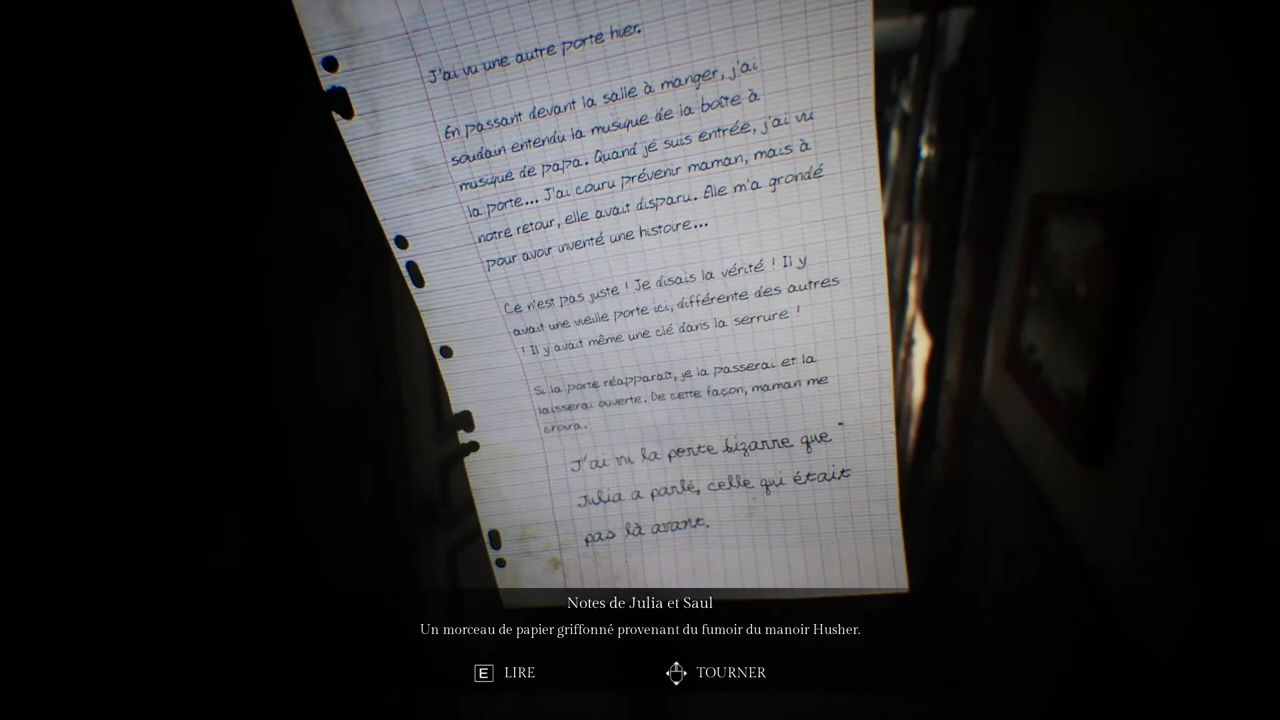 J'ai vu une autre porte hier.
En passant devant la salle à manger, j'ai
soudain entendu la musique de la boîte à
musique de papa. Quand je suis entrée, j'ai vu
la porte... J'ai couru prévenir maman, mais à
notre retour, elle avait disparu. Elle m'a grondé
pour avoir inventé une histoire...
Ce n'est pas juste ! Je disais la vérité ! Il y
avait une vieille porte ici, différente des autres
! Il y avait même une clé dans la serrure !
Si la porte réapparaît, je la passerai et la
laisserai ouverte. De cette façon, maman me
croira.
J'ai vu la porte bizarre que
Julia a parlé, celle qui était
pas là avant.
Notes de Julia et Saul
Un morceau de papier griffonné provenant du fumoir du manoir Husher.
E LIRE
TOURNER